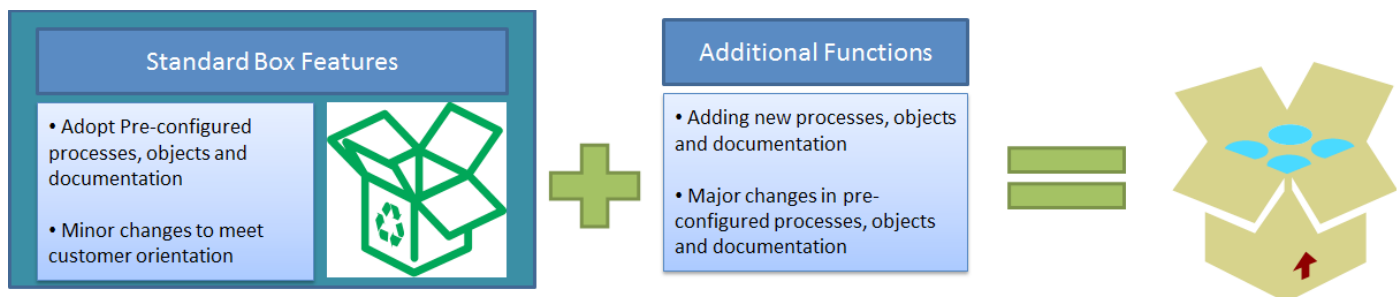 Standard Box Features
• Adopt Pre-configured
processes, objects and
documentation
• Minor changes to meet
customer orientation
Additional Functions
• Adding new processes, objects
and documentation
• Major changes in pre-
configured processes, objects
and documentation